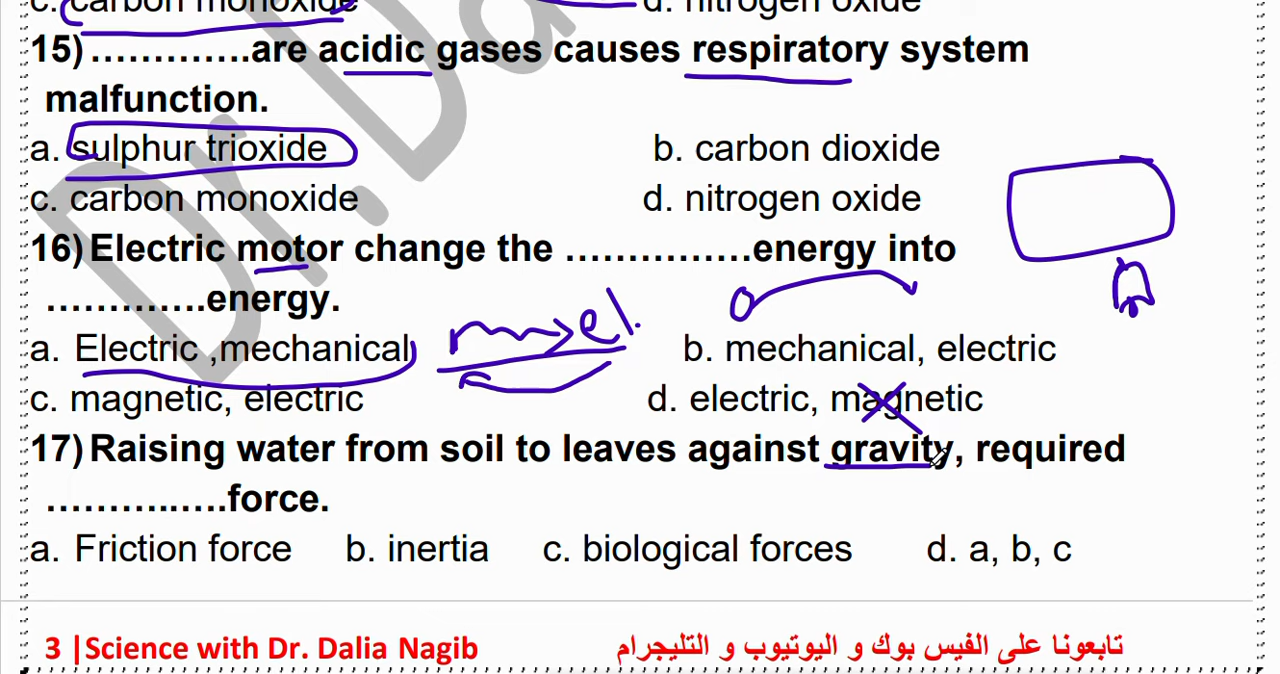 c. carbon monoxide d. nitrogen oxide
15) ………….are acidic gases causes respiratory system
malfunction.
a. sulphur trioxide b. carbon dioxide
c. carbon monoxide d. nitrogen oxide
16) Electric motor change the ……………energy into
………….energy.
a. Electric ,mechanical m → el. b. mechanical, electric
c. magnetic, electric d. electric, magnetic
17) Raising water from soil to leaves against gravity, required
………..…..force.
a. Friction force b. inertia c. biological forces d. a, b, c
3 |Science with Dr. Dalia Nagib تابعونا على الفيس بوك و اليوتيوب و التليجرام